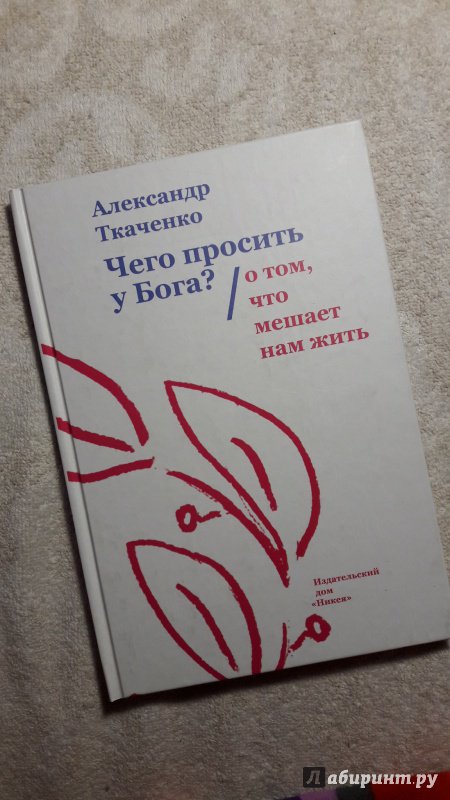 Александр
Ткаченко
Чего просить
у Бога?
/ о том,
что
мешает
нам жить
Издательский
дом
«Никея»
Лабиринт.ру